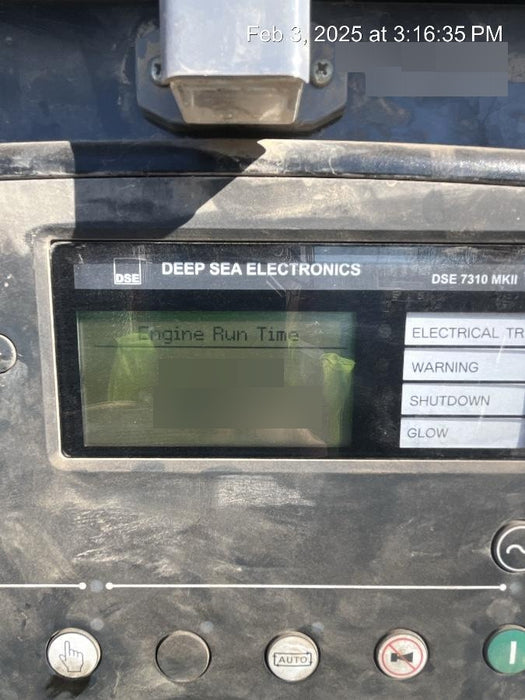 Feb 3, 2025 at 3:16:35 PM
DSE
DEEP SEA ELECTRONICS
DSE 7310 MKII
Engine Run Time
ELECTRICAL TR
WARNING
SHUTDOWN
GLOW
AUTO
I